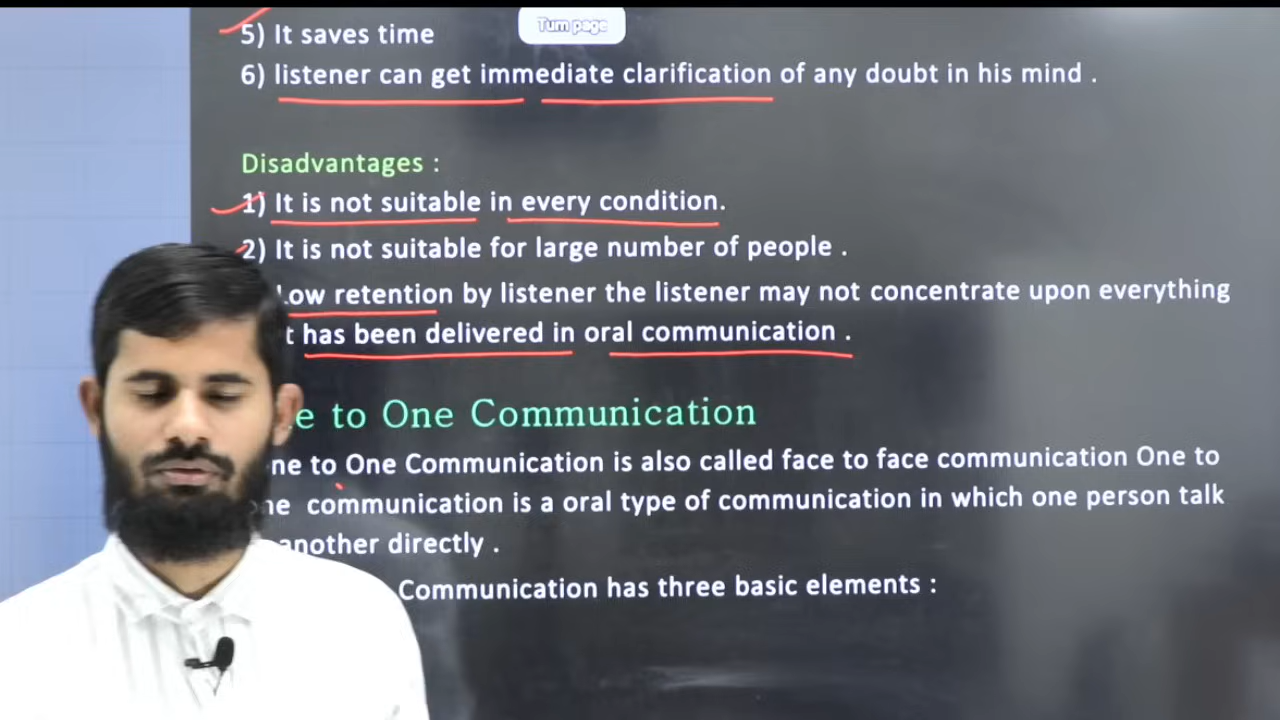 5) It saves time
Turn page
6) listener can get immediate clarification of any doubt in his mind .
Disadvantages :
1) It is not suitable in every condition.
2) It is not suitable for large number of people .
Low retention by listener the listener may not concentrate upon everything
t has been delivered in oral communication .
e to One Communication
ne to One Communication is also called face to face communication One to
one communication is a oral type of communication in which one person talk
another directly .
Communication has three basic elements :